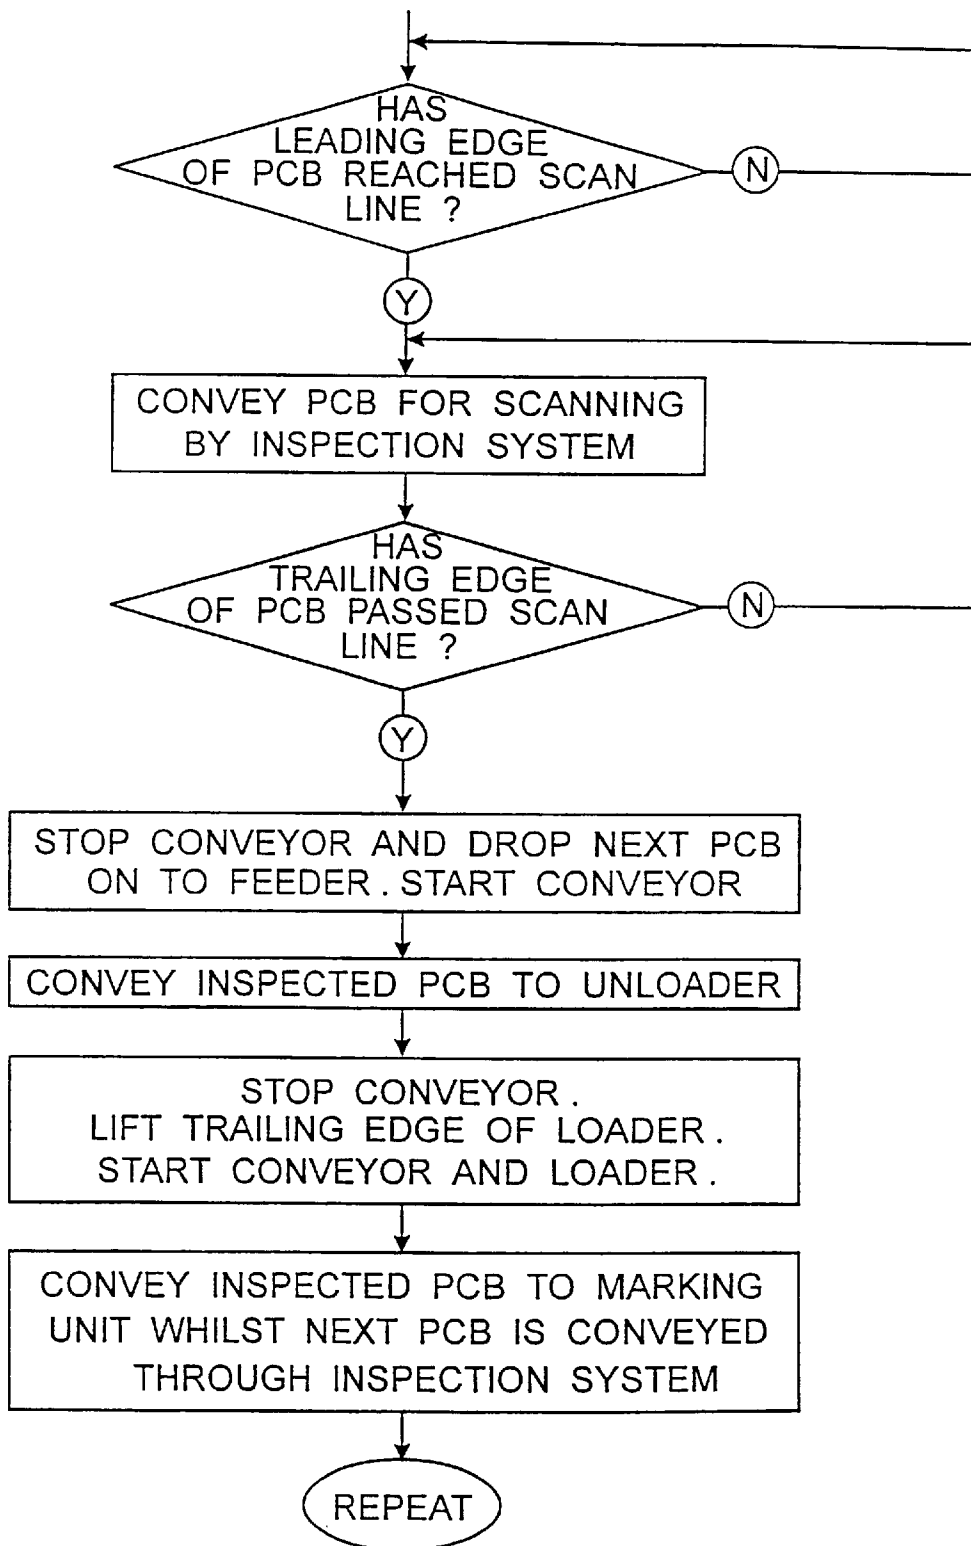 HAS
LEADING EDGE
OF PCB REACHED SCAN
LINE ?
N
Y
CONVEY PCB FOR SCANNING
BY INSPECTION SYSTEM
HAS
TRAILING EDGE
OF PCB PASSED SCAN
LINE ?
N
Y
STOP CONVEYOR AND DROP NEXT PCB
ON TO FEEDER. START CONVEYOR
CONVEY INSPECTED PCB TO UNLOADER
STOP CONVEYOR.
LIFT TRAILING EDGE OF LOADER.
START CONVEYOR AND LOADER.
CONVEY INSPECTED PCB TO MARKING
UNIT WHILST NEXT PCB IS CONVEYED
THROUGH INSPECTION SYSTEM
REPEAT